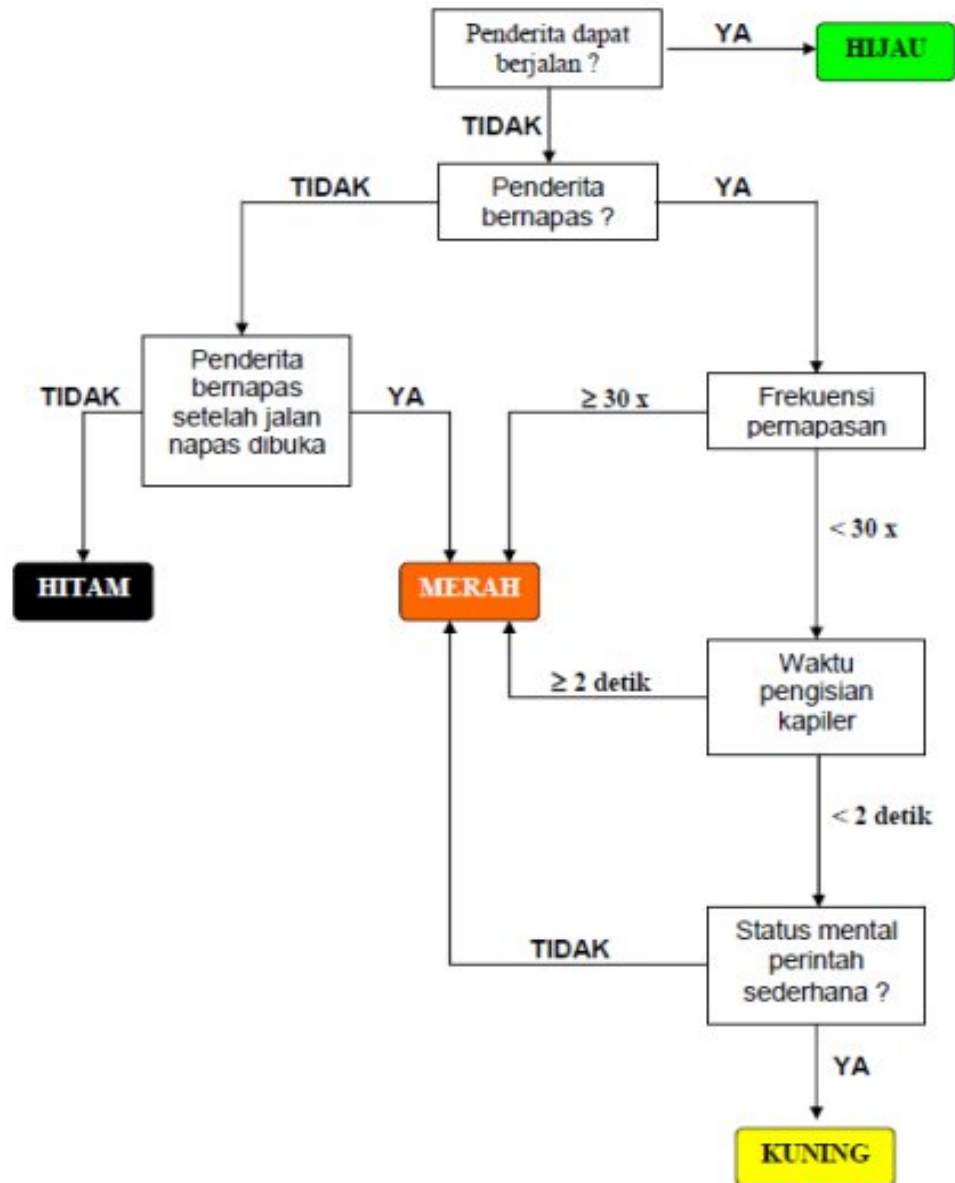 Penderita dapat
berjalan ?
YA
HIJAU
TIDAK
TIDAK
Penderita
bernapas ?
YA
Penderita
bernapas
setelah jalan
napas dibuka
TIDAK
YA
≥ 30 x
Frekuensi
pernapasan
< 30 x
HITAM
MERAH
≥ 2 detik
Waktu
pengisian
kapiler
< 2 detik
TIDAK
Status mental
perintah
sederhana ?
YA
KUNING